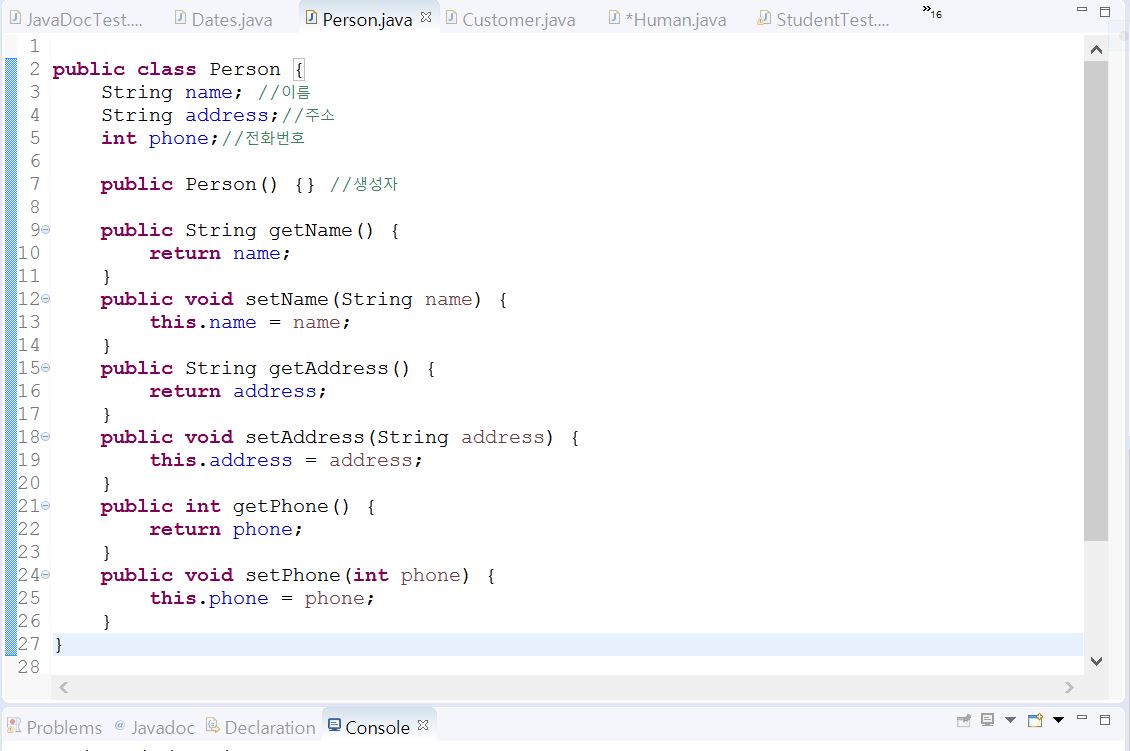 JavaDocTest.... Dates.java Person.java Customer.java *Human.java StudentTest.... »16
1
2 public class Person {
3     String name; //이름
4     String address;//주소
5     int phone;//전화번호
6
7     public Person() {} //생성자
8
9     public String getName() {
10         return name;
11     }
12     public void setName(String name) {
13         this.name = name;
14     }
15     public String getAddress() {
16         return address;
17     }
18     public void setAddress(String address) {
19         this.address = address;
20     }
21     public int getPhone() {
22         return phone;
23     }
24     public void setPhone(int phone) {
25         this.phone = phone;
26     }
27 }
28
Problems @ Javadoc Declaration Console